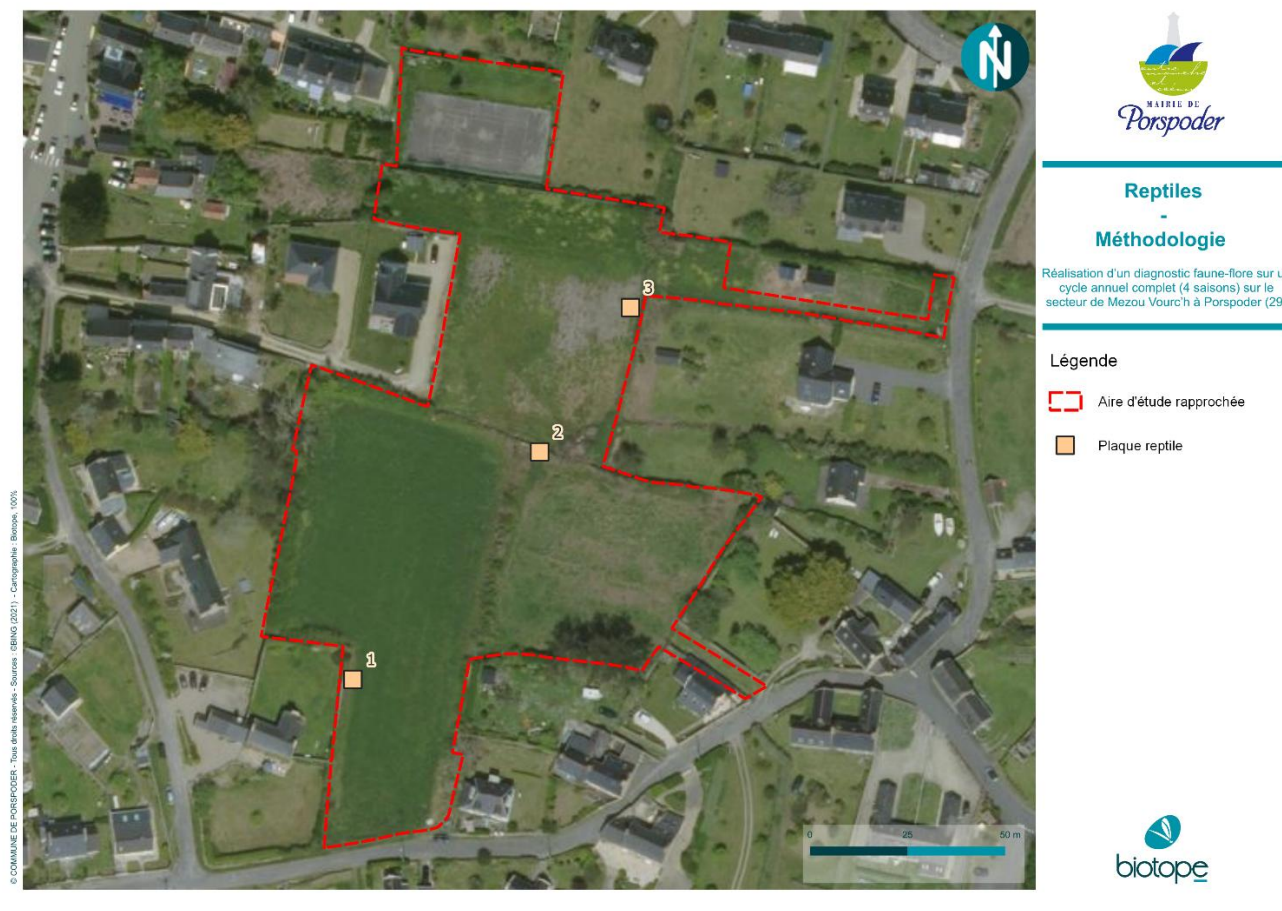 N
MAIRIE DE
Porspoder
Reptiles
-
Méthodologie
Réalisation d'un diagnostic faune-flore sur u
cycle annuel complet (4 saisons) sur le
secteur de Mezou Vourc'h à Porspoder (29
Légende
Aire d'étude rapprochée
Plaque reptile
3
2
1
0 25 50 m
biotope
© COMMUNE DE PORSPODER - Tous droits réservés - Sources : ©BING (2021) - Cartographie : Biotope, 100%